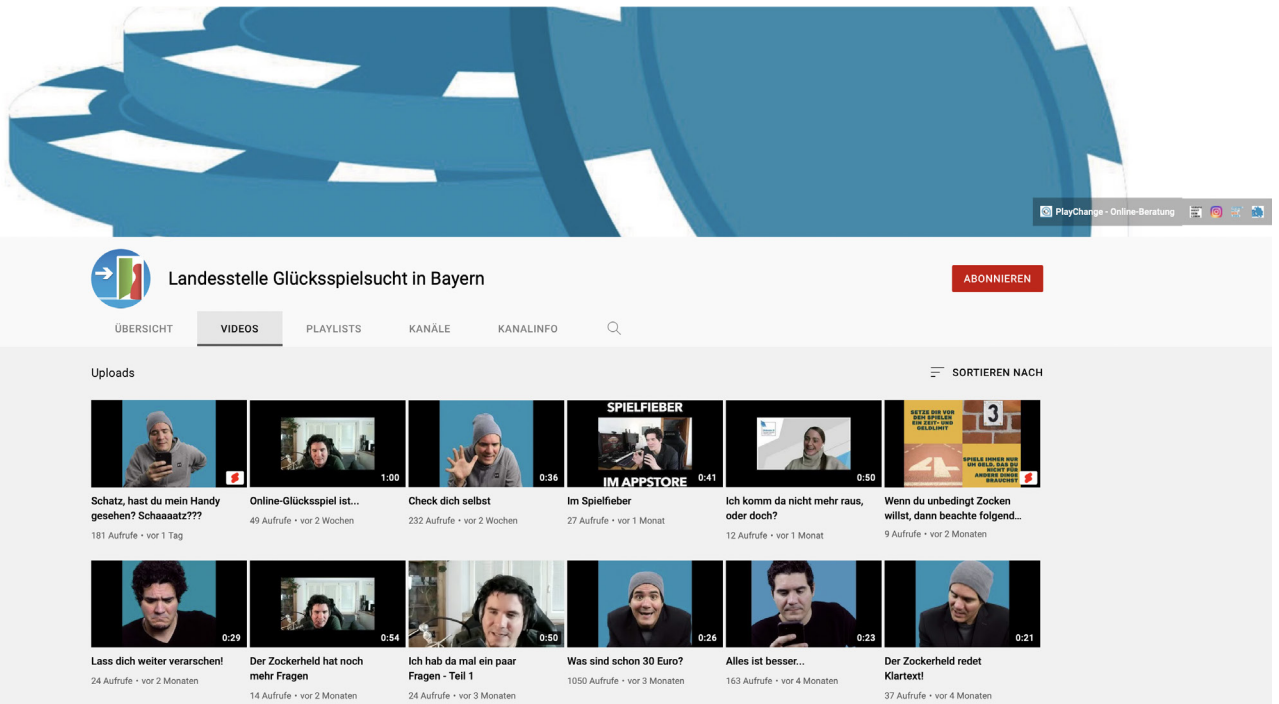 PlayChange - Online-Beratung
Landesstelle Glücksspielsucht in Bayern
ABONNIEREN
ÜBERSICHT
VIDEOS
PLAYLISTS
KANÄLE
KANALINFO
Uploads
SORTIEREN NACH
1:00
0:36
SPIELFIEBER
IM APPSTORE
0:41
0:50
SETZE DIR VOR
DEM SPIELEN
EIN ZEIT- UND
GELDLIMIT
3
SPIELE IMMER NUR
UM GELD, DAS DU
NICHT FÜR
ANDERE DINGE
BRAUCHST
Schatz, hast du mein Handy
gesehen? Schaaaatz???
181 Aufrufe • vor 1 Tag
Online-Glücksspiel ist...
49 Aufrufe • vor 2 Wochen
Check dich selbst
232 Aufrufe • vor 2 Wochen
Im Spielfieber
27 Aufrufe • vor 1 Monat
Ich komm da nicht mehr raus,
oder doch?
12 Aufrufe • vor 1 Monat
Wenn du unbedingt Zocken
willst, dann beachte folgend...
9 Aufrufe • vor 2 Monaten
0:29
0:54
0:50
0:26
0:23
0:21
Lass dich weiter verarschen!
24 Aufrufe • vor 2 Monaten
Der Zockerheld hat noch
mehr Fragen
14 Aufrufe • vor 2 Monaten
Ich hab da mal ein paar
Fragen - Teil 1
24 Aufrufe • vor 3 Monaten
Was sind schon 30 Euro?
1050 Aufrufe • vor 3 Monaten
Alles ist besser...
163 Aufrufe • vor 4 Monaten
Der Zockerheld redet
Klartext!
37 Aufrufe • vor 4 Monaten